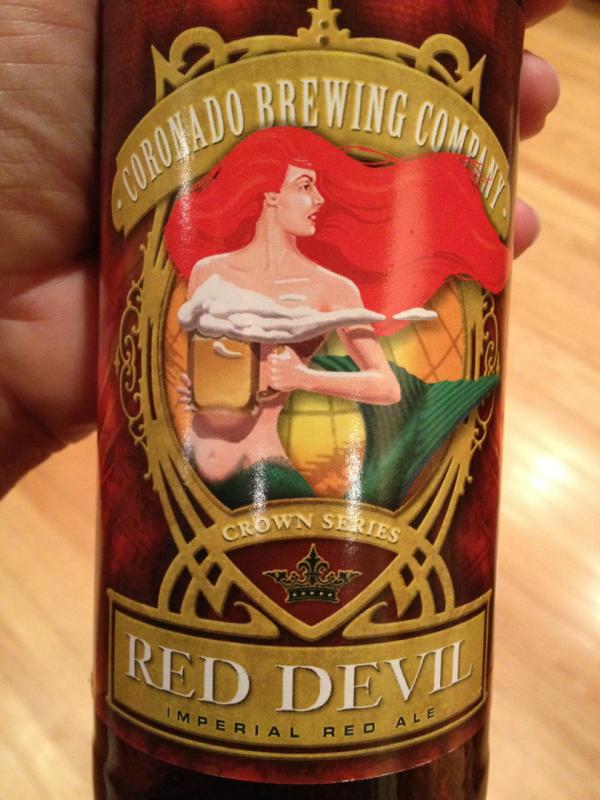 · CORONADO BREWING COMPANY ·
CROWN SERIES
RED DEVIL
IMPERIAL RED ALE